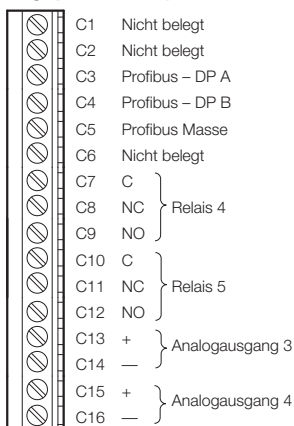 C1 Nicht belegt
C2 Nicht belegt
C3 Profibus – DP A
C4 Profibus – DP B
C5 Profibus Masse
C6 Nicht belegt
C7 C
C8 NC Relais 4
C9 NO
C10 C
C11 NC Relais 5
C12 NO
C13 + Analogausgang 3
C14 —
C15 + Analogausgang 4
C16 —